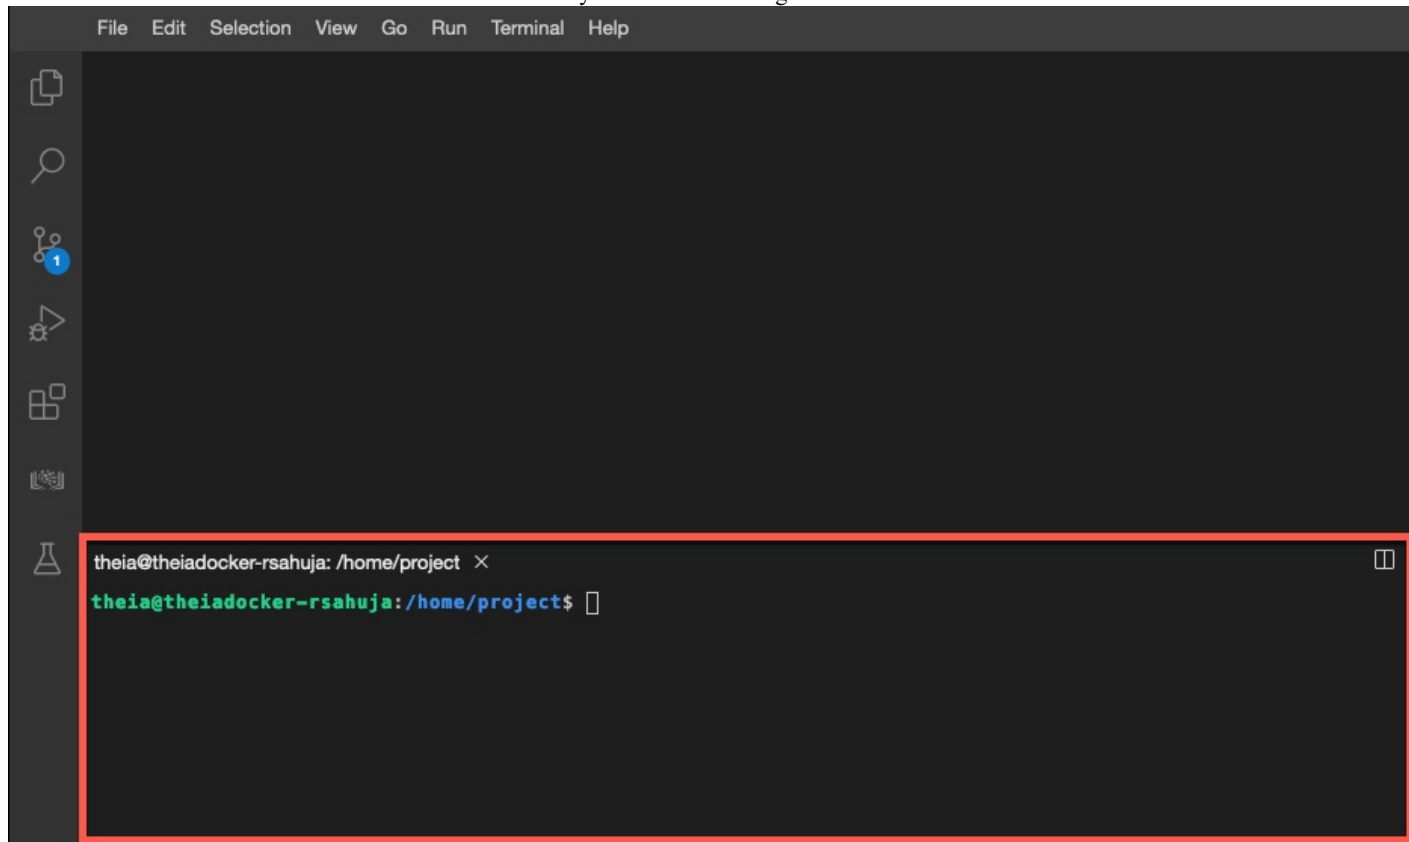 File Edit Selection View Go Run Terminal Help
1
theia@theiadocker-rsahuja: /home/project
theia@theiadocker-rsahuja:/home/project$